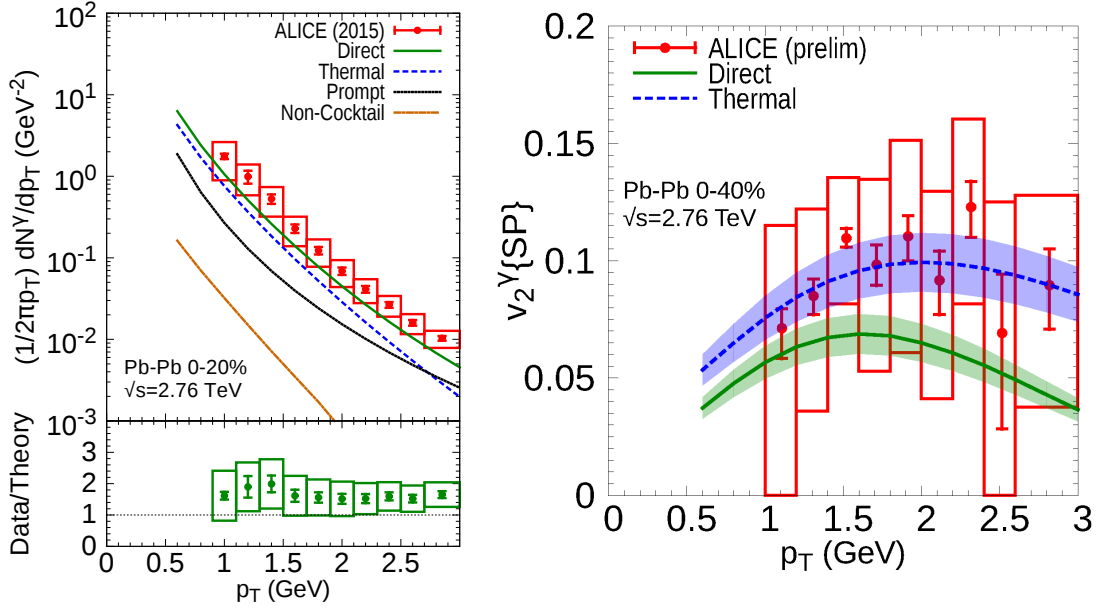 10²
10¹
10⁰
10⁻¹
10⁻²
10⁻³
(1/2πp_T) dN^γ/dp_T (GeV⁻²)
ALICE (2015)
Direct
Thermal
Prompt
Non-Cocktail
Pb-Pb 0-20%
√s=2.76 TeV
Data/Theory
3
2
1
0
0 0.5 1 1.5 2 2.5
p_T (GeV)
v₂^γ{SP}
0.2
0.15
0.1
0.05
0
ALICE (prelim)
Direct
Thermal
Pb-Pb 0-40%
√s=2.76 TeV
0 0.5 1 1.5 2 2.5 3
p_T (GeV)